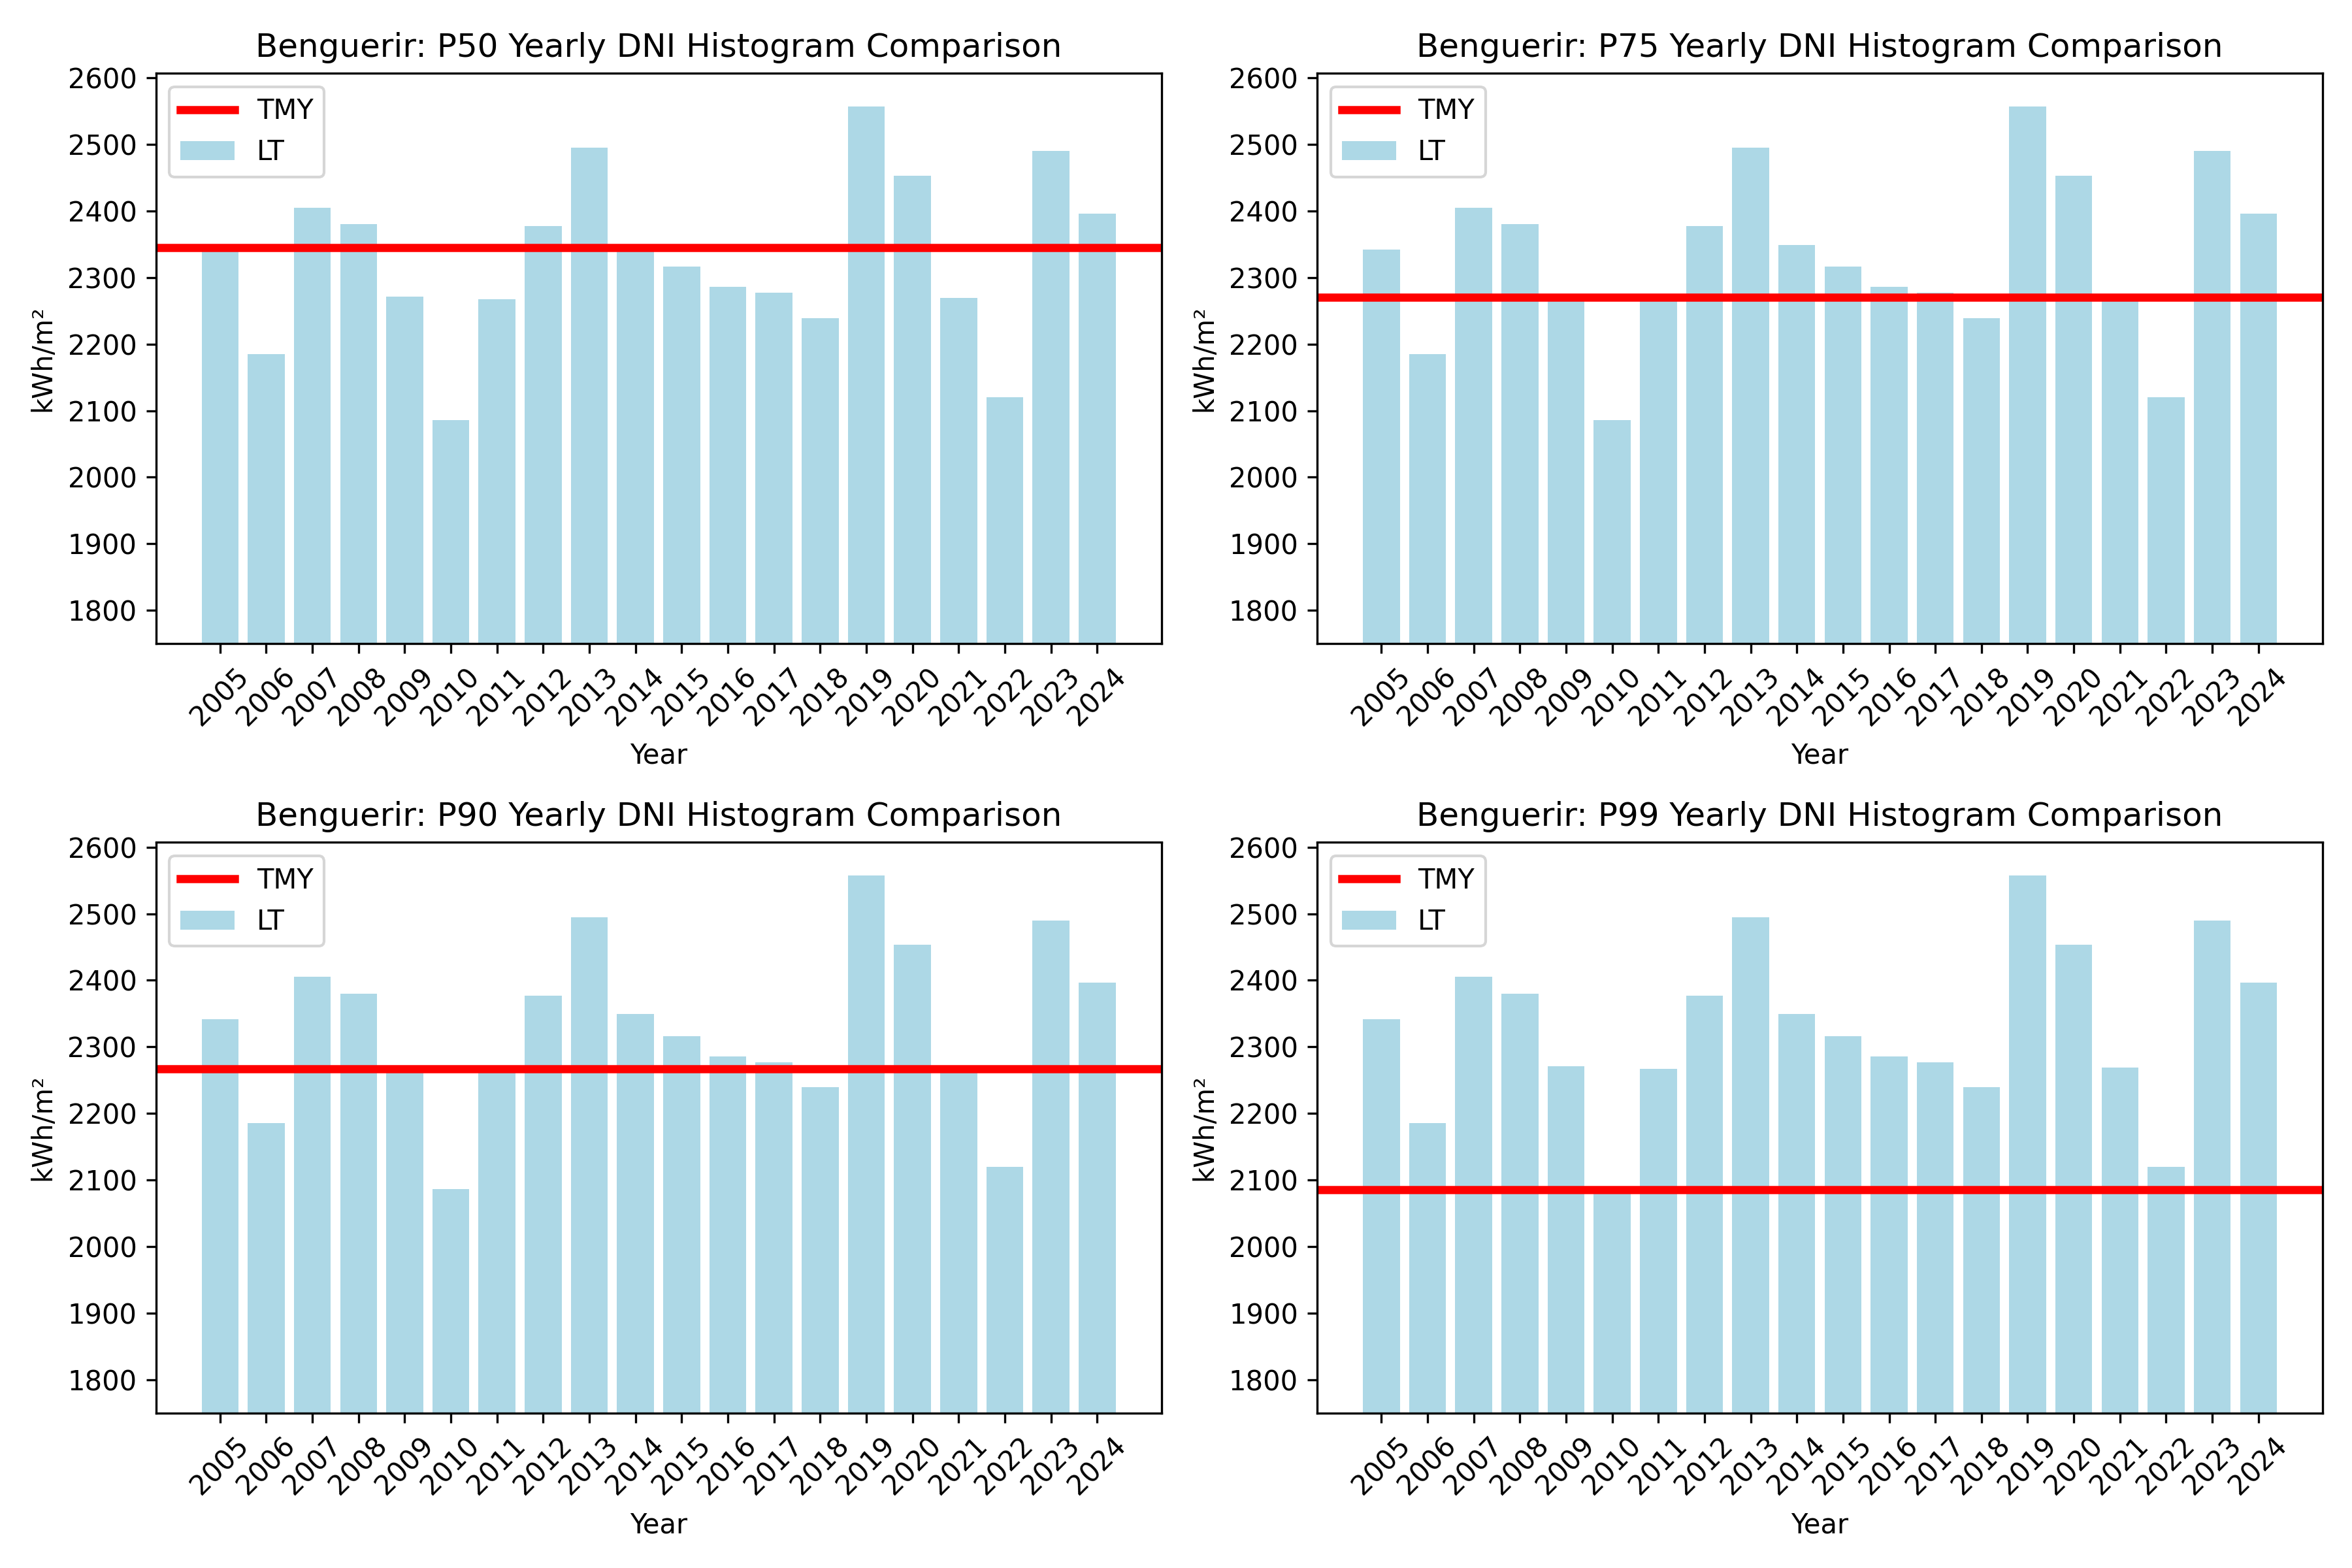 Benguerir: P50 Yearly DNI Histogram Comparison
TMY
LT
2600
2500
2400
2300
2200
2100
2000
1900
1800
kWh/m²
2005 2006 2007 2008 2009 2010 2011 2012 2013 2014 2015 2016 2017 2018 2019 2020 2021 2022 2023 2024
Year
Benguerir: P75 Yearly DNI Histogram Comparison
TMY
LT
2600
2500
2400
2300
2200
2100
2000
1900
1800
kWh/m²
2005 2006 2007 2008 2009 2010 2011 2012 2013 2014 2015 2016 2017 2018 2019 2020 2021 2022 2023 2024
Year
Benguerir: P90 Yearly DNI Histogram Comparison
TMY
LT
2600
2500
2400
2300
2200
2100
2000
1900
1800
kWh/m²
2005 2006 2007 2008 2009 2010 2011 2012 2013 2014 2015 2016 2017 2018 2019 2020 2021 2022 2023 2024
Year
Benguerir: P99 Yearly DNI Histogram Comparison
TMY
LT
2600
2500
2400
2300
2200
2100
2000
1900
1800
kWh/m²
2005 2006 2007 2008 2009 2010 2011 2012 2013 2014 2015 2016 2017 2018 2019 2020 2021 2022 2023 2024
Year